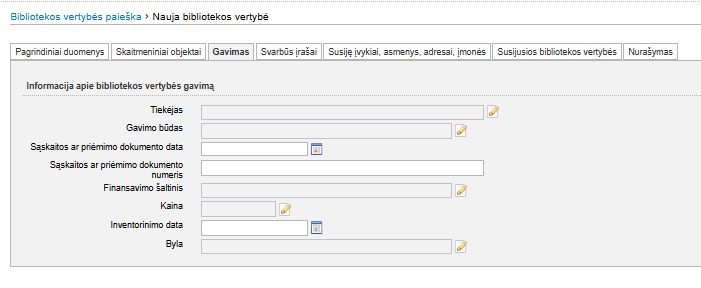 Bibliotekos vertybės paieška > Nauja bibliotekos vertybė
Pagrindiniai duomenys Skaitmeniniai objektai Gavimas Svarbūs įrašai Susiję įvykiai, asmenys, adresai, įmonės Susijusios bibliotekos vertybės Nurašymas
Informacija apie bibliotekos vertybės gavimą
Tiekėjas
Gavimo būdas
Sąskaitos ar priėmimo dokumento data
Sąskaitos ar priėmimo dokumento
numeris
Finansavimo šaltinis
Kaina
Inventorinimo data
Byla